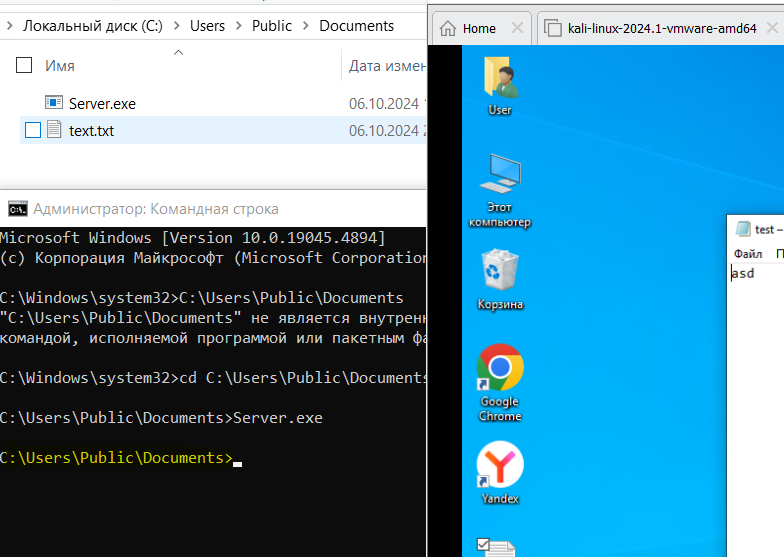 Локальный диск (C:) > Users > Public > Documents
Имя
Дата измен
Server.exe
06.10.2024 1
text.txt
06.10.2024 2
Администратор: Командная строка
Microsoft Windows [Version 10.0.19045.4894]
(c) Корпорация Майкрософт (Microsoft Corporation
C:\Windows\system32>C:\Users\Public\Documents
"C:\Users\Public\Documents" не является внутрен
командой, исполняемой программой или пакетным фа
C:\Windows\system32>cd C:\Users\Public\Documents
C:\Users\Public\Documents>Server.exe
C:\Users\Public\Documents>
Home
kali-linux-2024.1-vmware-amd64
User
Этот
компьютер
Корзина
Google
Chrome
Yandex
test –
Файл П
asd